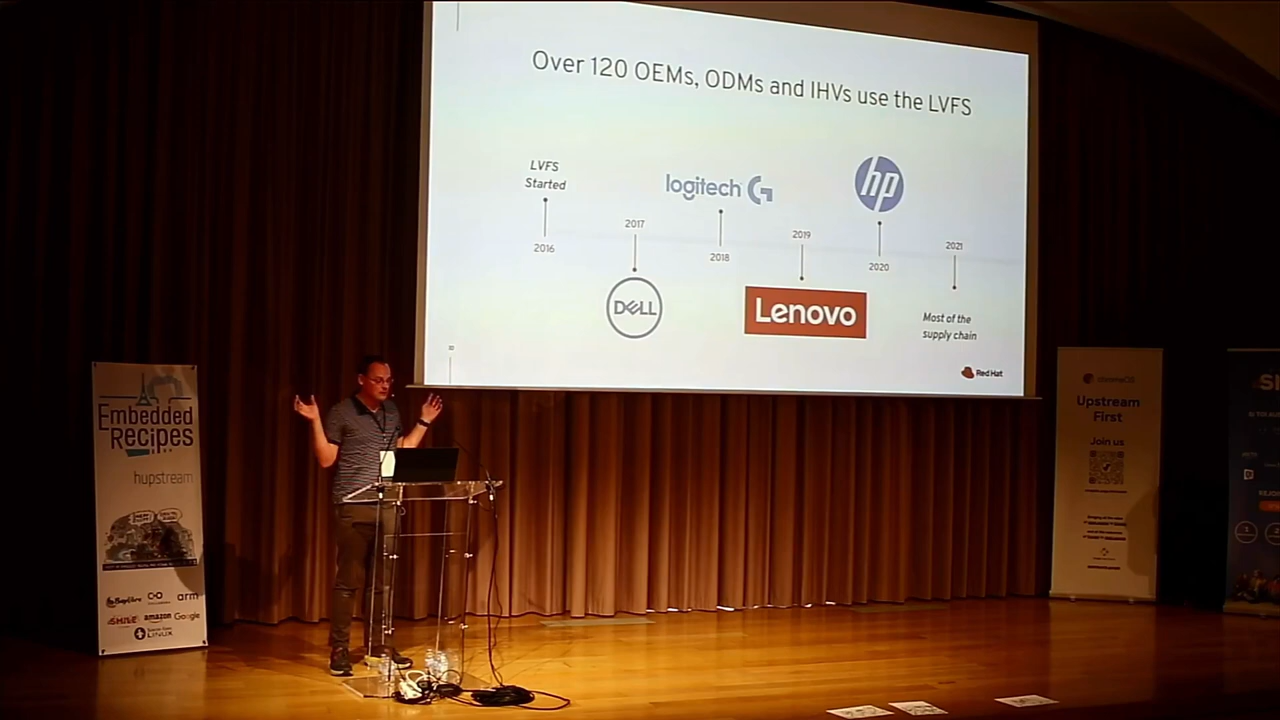 Over 120 OEMs, ODMs and IHVs use the LVFS
LVFS
Started
2016
2017
DELL
logitech G
2018
2019
Lenovo
hp
2020
2021
Most of the
supply chain
Red Hat
Embedded
Recipes
hupstream
arm
amazon Google
LINUX
chromeOS
Upstream
First
Join us